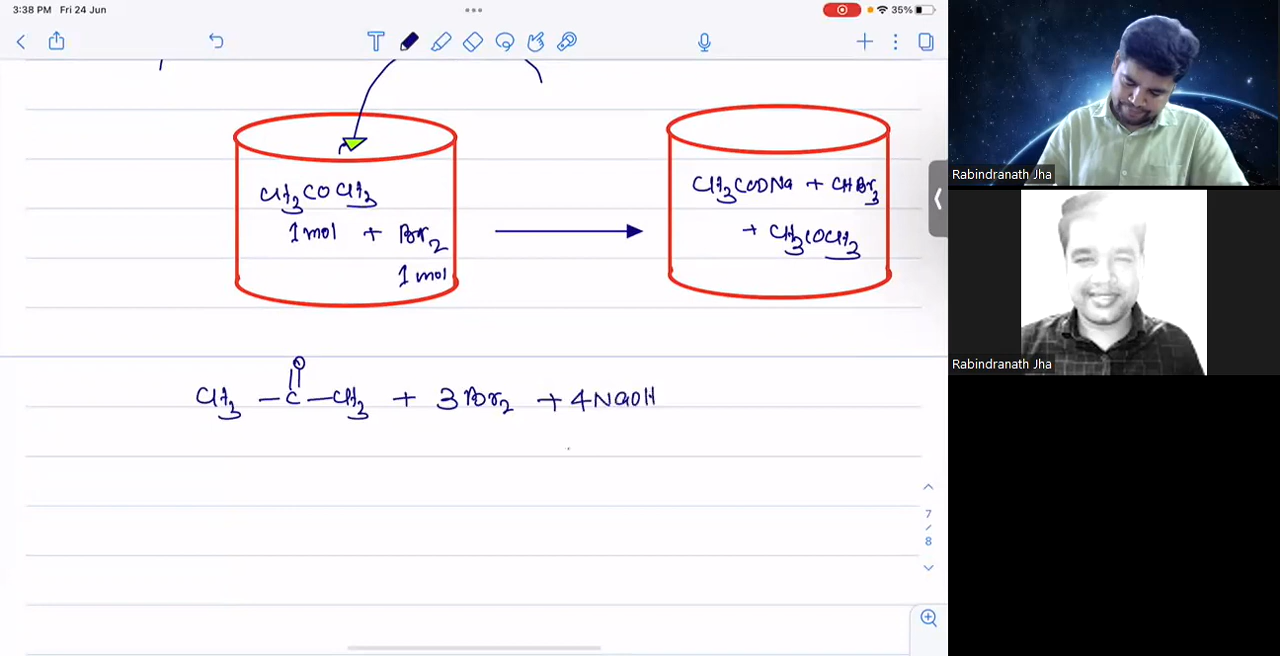 3:38 PM Fri 24 Jun
35%
CH3COCH3
1 mol + Br2
1 mol
CH3COONa + CHBr3
+ CH3COCH3
O
CH3 — C — CH3 + 3Br2 + 4NaOH
7
/
8
Rabindranath Jha
Rabindranath Jha